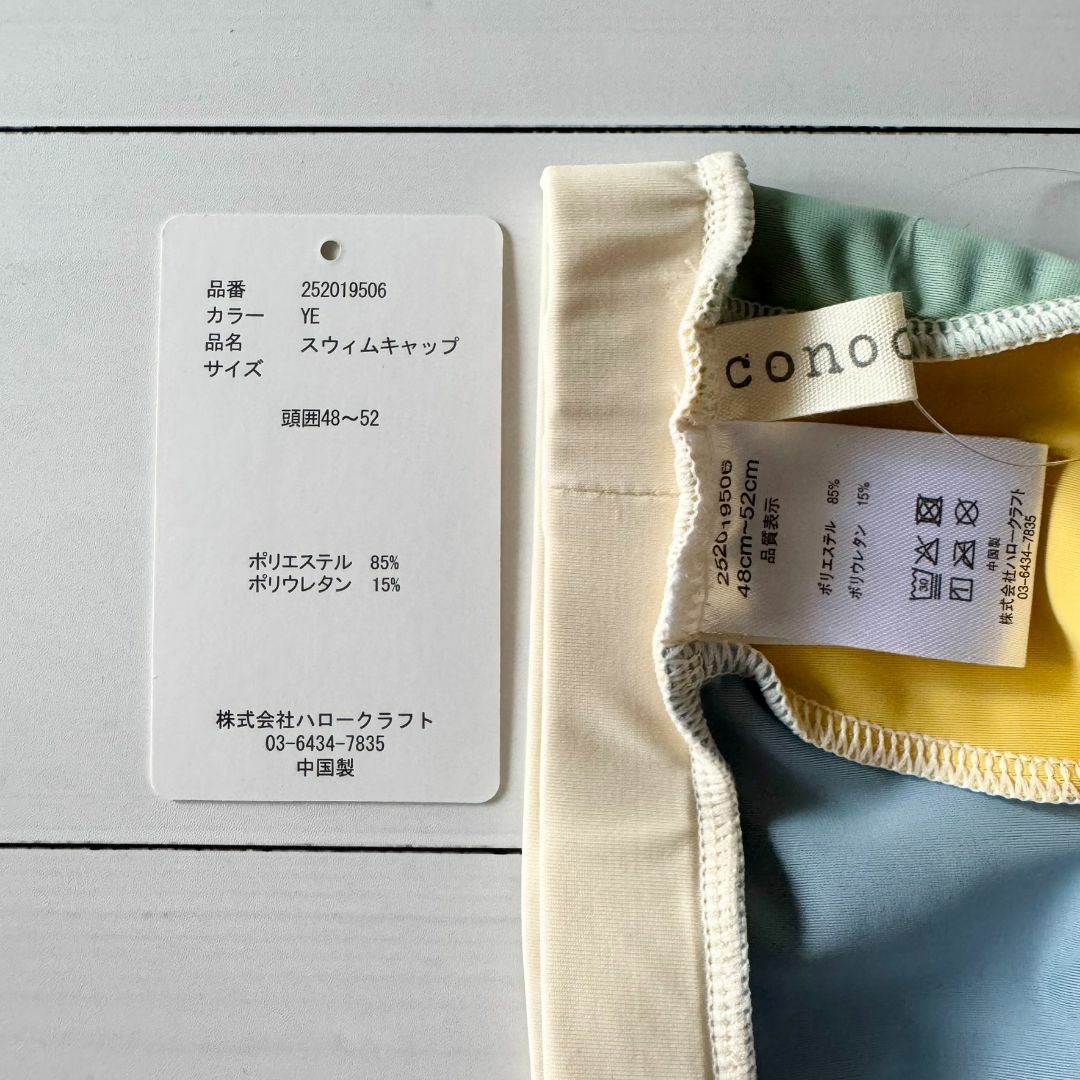 品番 252019506
カラー YE
品名 スウィムキャップ
サイズ
頭囲48～52
ポリエステル 85%
ポリウレタン 15%
株式会社ハロークラフト
03-6434-7835
中国製
conoc
252019506
48cm~52cm
品質表示
ポリエステル 85%
ポリウレタン 15%
中国製
株式会社ハロークラフト
03-6434-7835